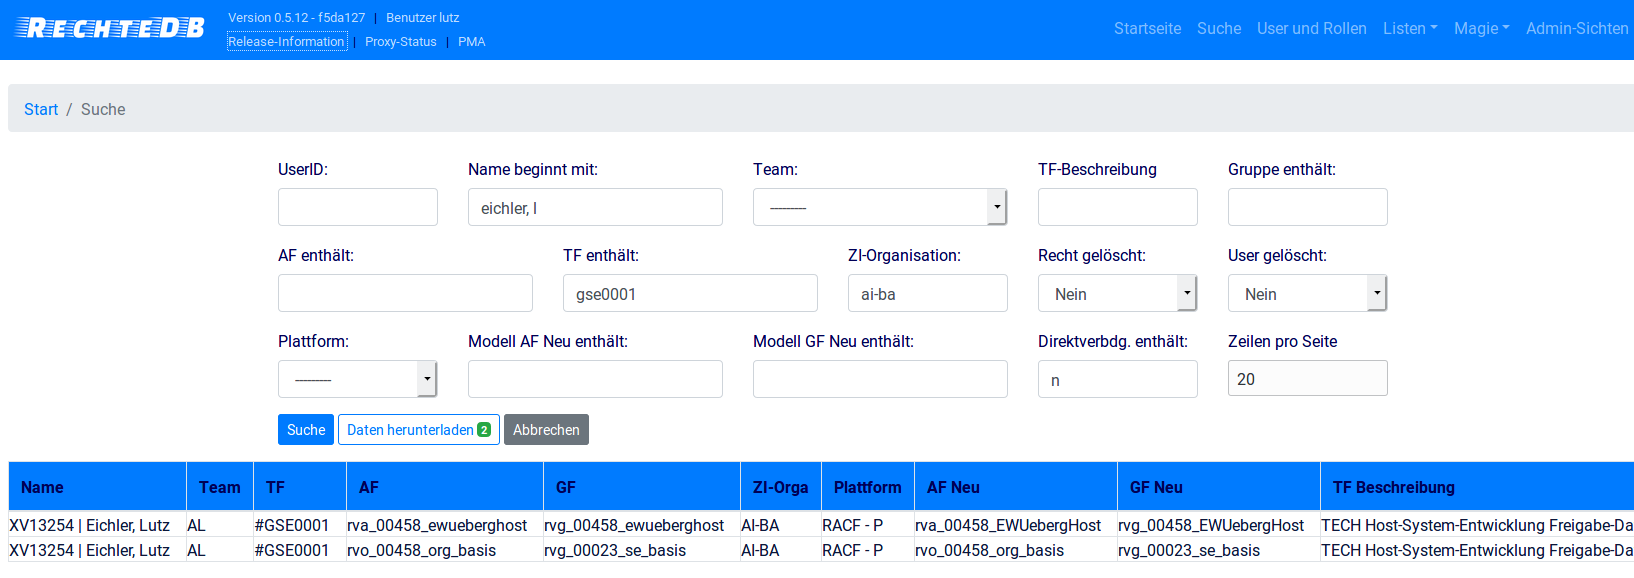 RECHTEDB
Version 0.5.12 - f5da127 | Benutzer lutz
Release-Information | Proxy-Status | PMA
Startseite Suche User und Rollen Listen Magie Admin-Sichten
Start / Suche
UserID: Name beginnt mit: Team: TF-Beschreibung Gruppe enthält:
eichler, l ---------
AF enthält: TF enthält: ZI-Organisation: Recht gelöscht: User gelöscht:
gse0001 ai-ba Nein Nein
Plattform: Modell AF Neu enthält: Modell GF Neu enthält: Direktverbdg. enthält: Zeilen pro Seite
--------- n 20
Suche Daten herunterladen 2 Abbrechen
Name Team TF AF GF ZI-Orga Plattform AF Neu GF Neu TF Beschreibung
XV13254 | Eichler, Lutz AL #GSE0001 rva_00458_ewueberghost rvg_00458_ewueberghost AI-BA RACF - P rva_00458_EWUebergHost rvg_00458_EWUebergHost TECH Host-System-Entwicklung Freigabe-Da
XV13254 | Eichler, Lutz AL #GSE0001 rvo_00458_org_basis rvg_00023_se_basis AI-BA RACF - P rvo_00458_org_basis rvg_00023_se_basis TECH Host-System-Entwicklung Freigabe-Da